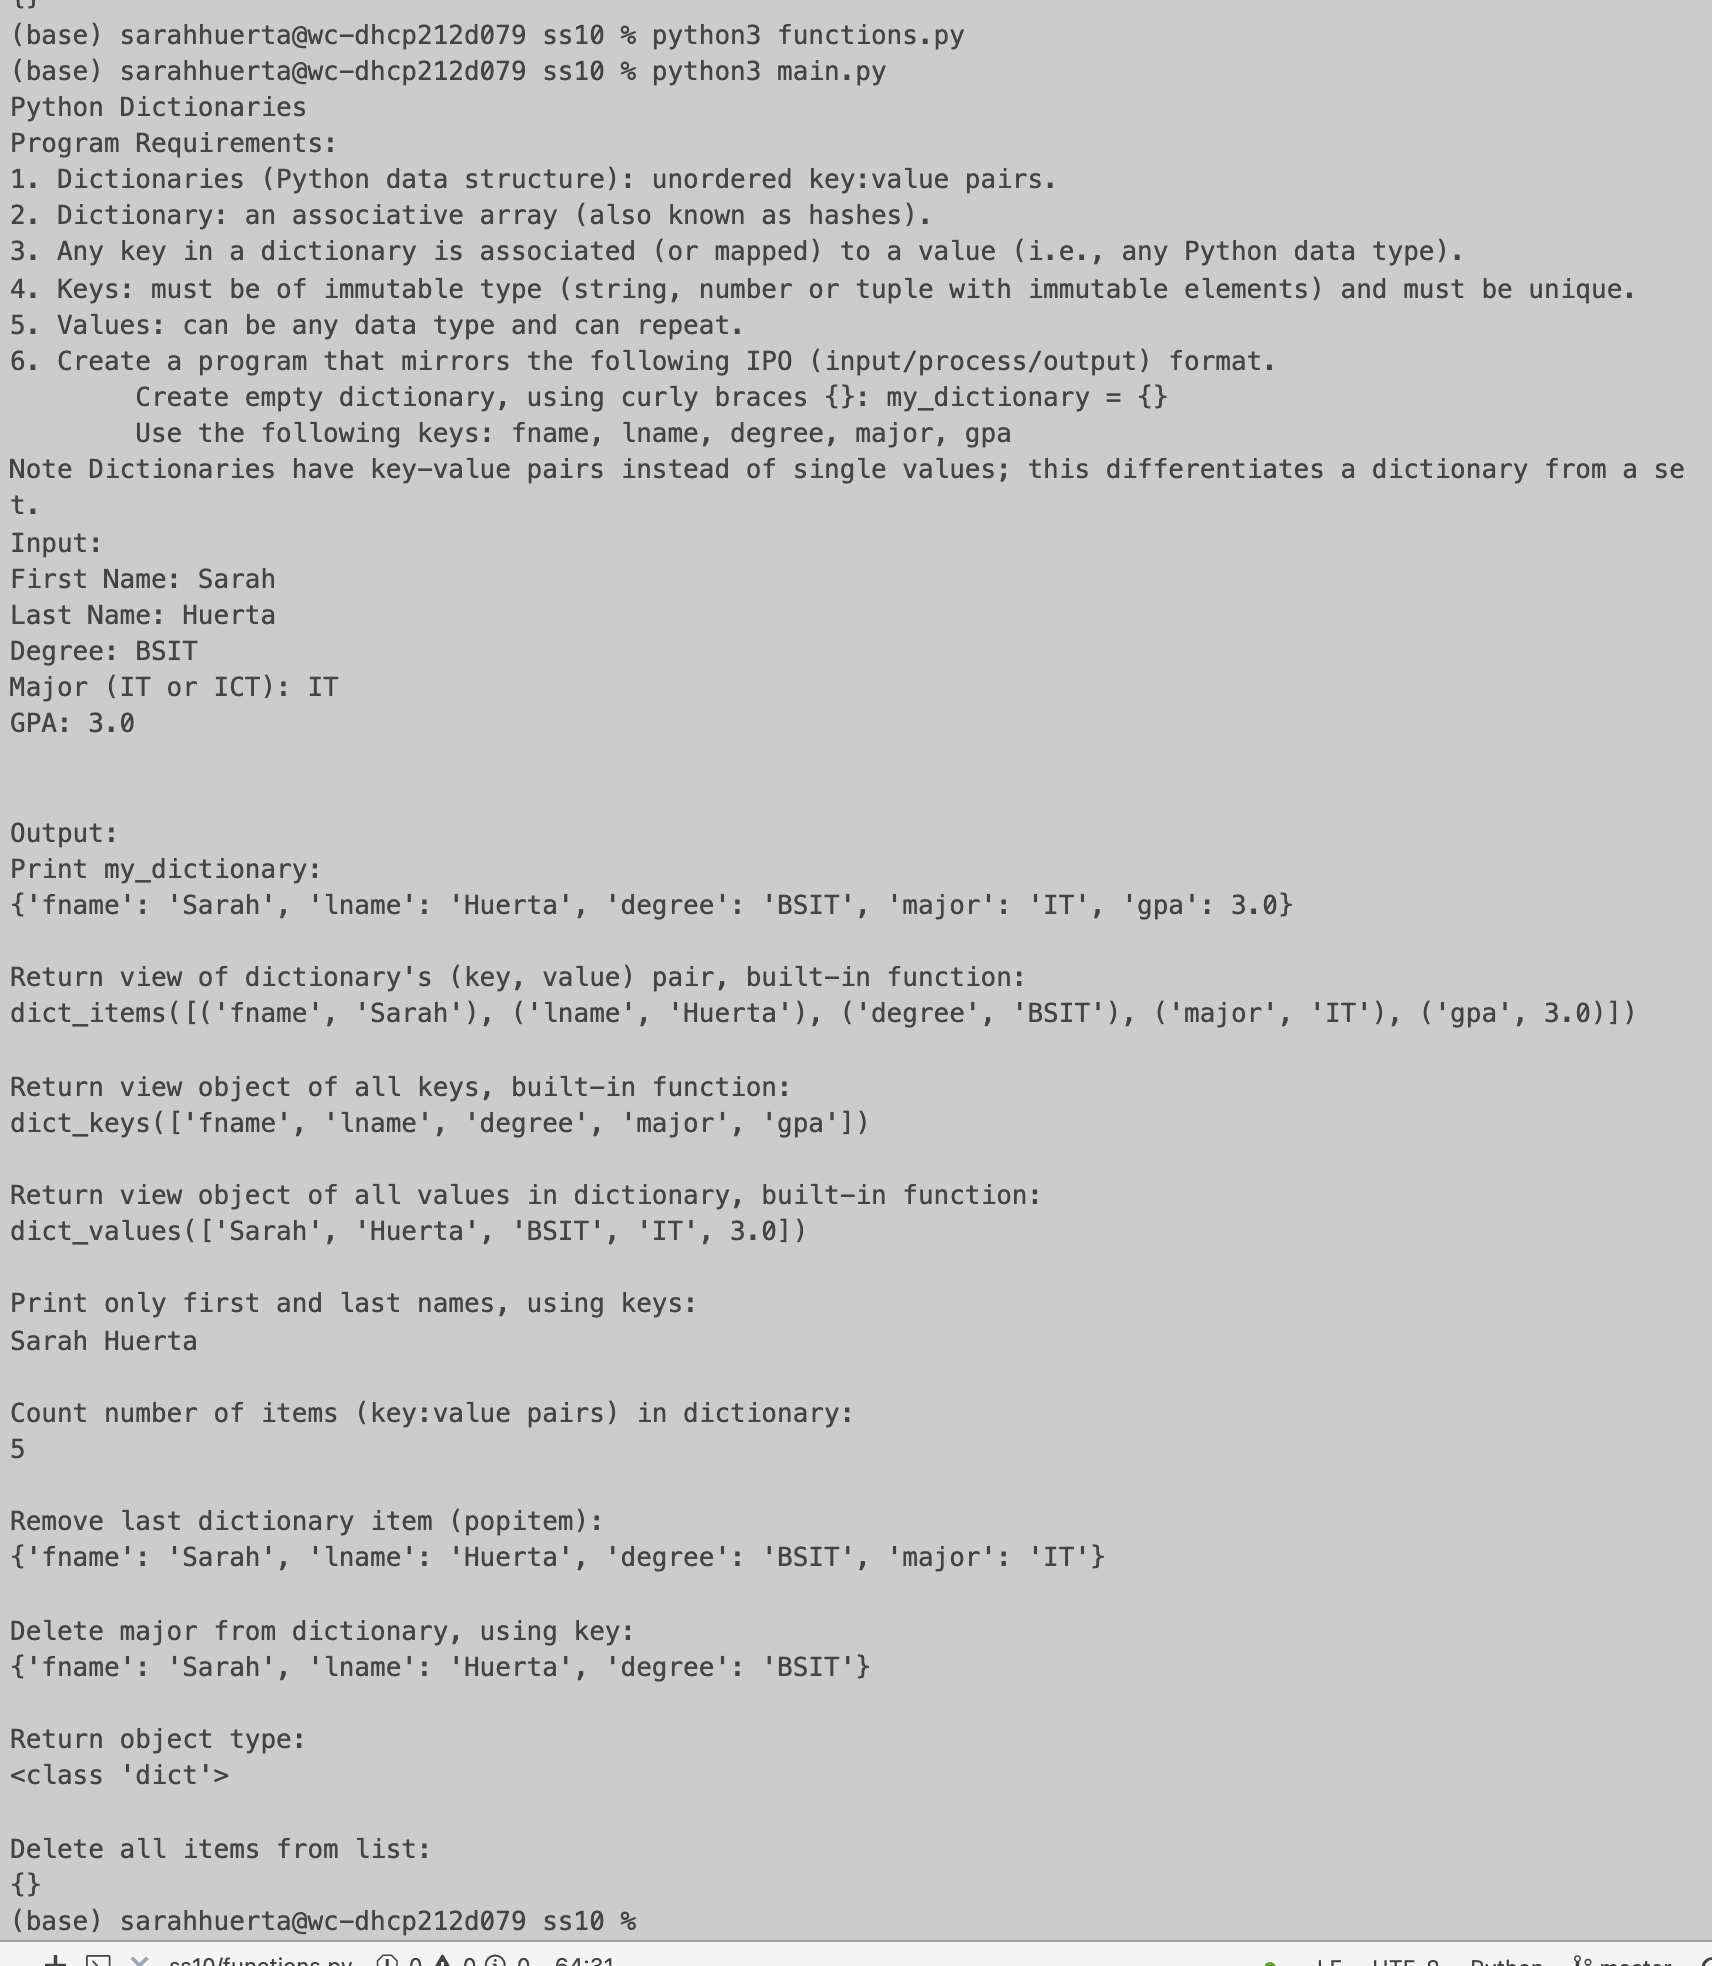 {}
(base) sarahhuerta@wc-dhcp212d079 ss10 % python3 functions.py
(base) sarahhuerta@wc-dhcp212d079 ss10 % python3 main.py
Python Dictionaries
Program Requirements:
1. Dictionaries (Python data structure): unordered key:value pairs.
2. Dictionary: an associative array (also known as hashes).
3. Any key in a dictionary is associated (or mapped) to a value (i.e., any Python data type).
4. Keys: must be of immutable type (string, number or tuple with immutable elements) and must be unique.
5. Values: can be any data type and can repeat.
6. Create a program that mirrors the following IPO (input/process/output) format.
        Create empty dictionary, using curly braces {}: my_dictionary = {}
        Use the following keys: fname, lname, degree, major, gpa
Note Dictionaries have key-value pairs instead of single values; this differentiates a dictionary from a se
t.
Input:
First Name: Sarah
Last Name: Huerta
Degree: BSIT
Major (IT or ICT): IT
GPA: 3.0
Output:
Print my_dictionary:
{'fname': 'Sarah', 'lname': 'Huerta', 'degree': 'BSIT', 'major': 'IT', 'gpa': 3.0}
Return view of dictionary's (key, value) pair, built-in function:
dict_items([('fname', 'Sarah'), ('lname', 'Huerta'), ('degree', 'BSIT'), ('major', 'IT'), ('gpa', 3.0)])
Return view object of all keys, built-in function:
dict_keys(['fname', 'lname', 'degree', 'major', 'gpa'])
Return view object of all values in dictionary, built-in function:
dict_values(['Sarah', 'Huerta', 'BSIT', 'IT', 3.0])
Print only first and last names, using keys:
Sarah Huerta
Count number of items (key:value pairs) in dictionary:
5
Remove last dictionary item (popitem):
{'fname': 'Sarah', 'lname': 'Huerta', 'degree': 'BSIT', 'major': 'IT'}
Delete major from dictionary, using key:
{'fname': 'Sarah', 'lname': 'Huerta', 'degree': 'BSIT'}
Return object type:
<class 'dict'>
Delete all items from list:
{}
(base) sarahhuerta@wc-dhcp212d079 ss10 %
ss10/functions.py 0 0 0 64:31 LF UTF-8 Python master